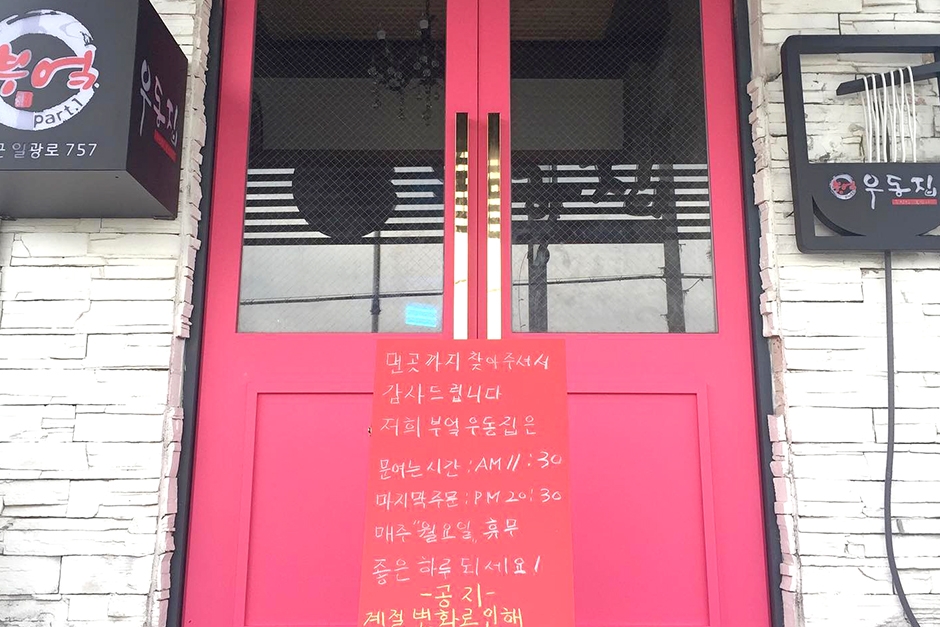 부엌
part.1
일광로 757
우동집
우동집
먼곳까지 찾아주셔서
감사드립니다
저희 부엌우동집은
문여는시간 : AM 11 : 30
마지막주문 : PM 20 : 30
매주 "월요일" 휴무
좋은 하루 되세요!
-공지-
계절 변화로 인해